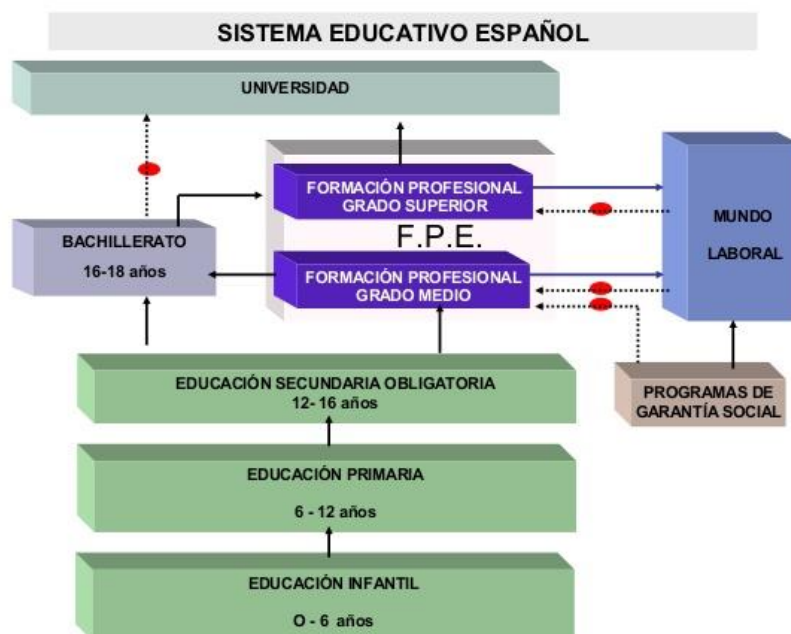 SISTEMA EDUCATIVO ESPAÑOL
UNIVERSIDAD
FORMACIÓN PROFESIONAL
GRADO SUPERIOR
F.P.E.
FORMACIÓN PROFESIONAL
GRADO MEDIO
MUNDO
LABORAL
BACHILLERATO
16-18 años
EDUCACIÓN SECUNDARIA OBLIGATORIA
12- 16 años
PROGRAMAS DE
GARANTÍA SOCIAL
EDUCACIÓN PRIMARIA
6 - 12 años
EDUCACIÓN INFANTIL
O - 6 años